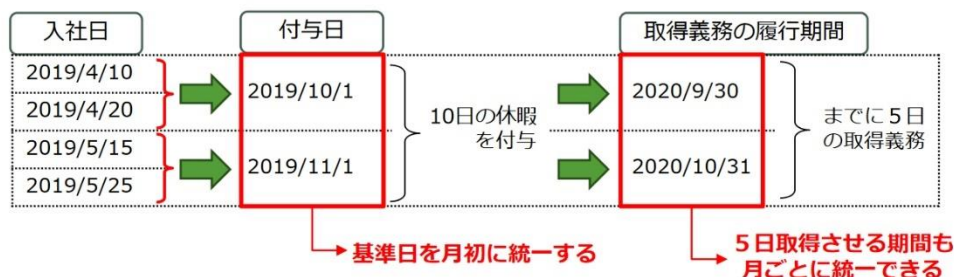 入社日
付与日
取得義務の履行期間
2019/4/10
2019/4/20
2019/5/15
2019/5/25
2019/10/1
2019/11/1
10日の休暇
を付与
2020/9/30
2020/10/31
までに５日
の取得義務
基準日を月初に統一する
５日取得させる期間も
月ごとに統一できる